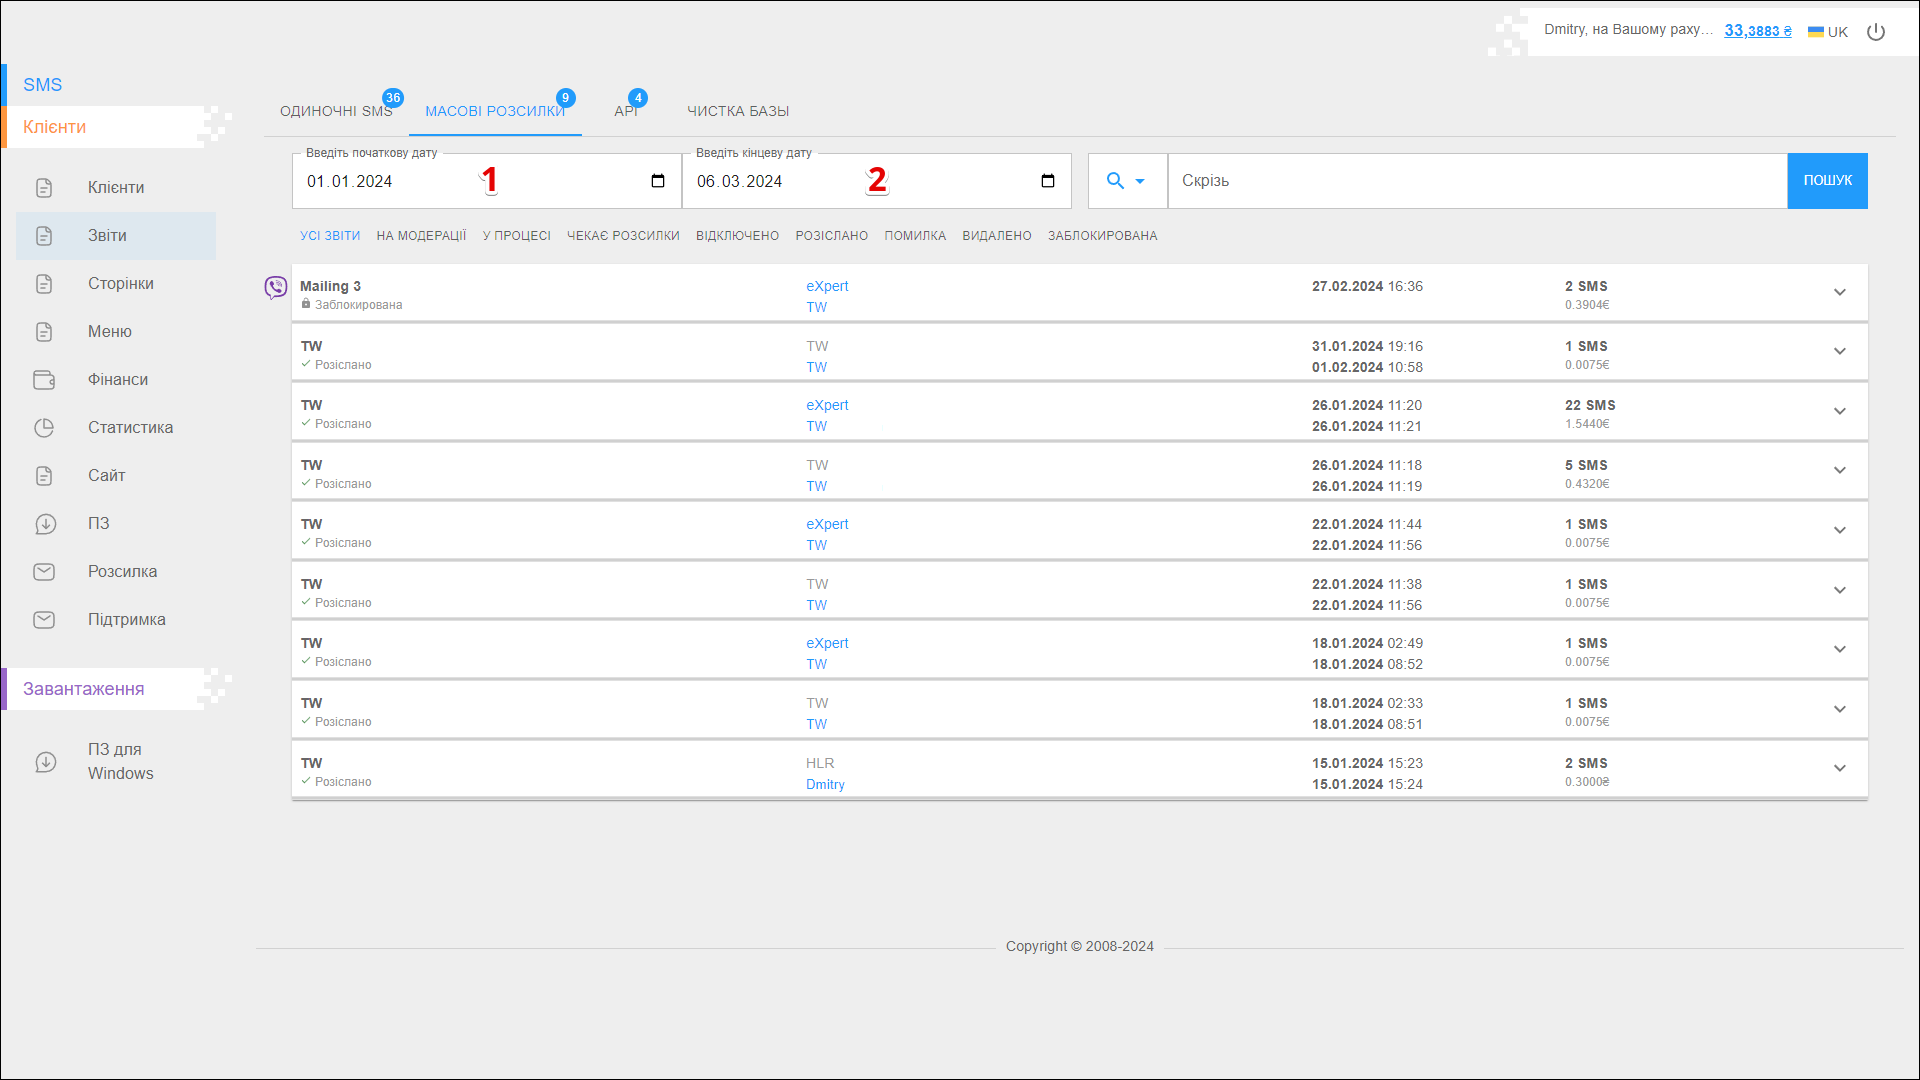 Dmitry, на Вашому раху... 33,3883 ₴ UK
SMS
Клієнти
Клієнти
Звіти
Сторінки
Меню
Фінанси
Статистика
Сайт
ПЗ
Розсилка
Підтримка
Завантаження
ПЗ для
Windows
ОДИНОЧНІ SMS 36 МАСОВІ РОЗСИЛКИ 9 API 4 ЧИСТКА БАЗЫ
Введіть початкову дату Введіть кінцеву дату
01.01.2024 1 06.03.2024 2 Скрізь ПОШУК
УСІ ЗВІТИ НА МОДЕРАЦІЇ У ПРОЦЕСІ ЧЕКАЄ РОЗСИЛКИ ВІДКЛЮЧЕНО РОЗІСЛАНО ПОМИЛКА ВИДАЛЕНО ЗАБЛОКИРОВАНА
Mailing 3 eXpert 27.02.2024 16:36 2 SMS
Заблокирована TW 0.3904€
TW TW 31.01.2024 19:16 1 SMS
Розіслано TW 01.02.2024 10:58 0.0075€
TW eXpert 26.01.2024 11:20 22 SMS
Розіслано TW 26.01.2024 11:21 1.5440€
TW TW 26.01.2024 11:18 5 SMS
Розіслано TW 26.01.2024 11:19 0.4320€
TW eXpert 22.01.2024 11:44 1 SMS
Розіслано TW 22.01.2024 11:56 0.0075€
TW TW 22.01.2024 11:38 1 SMS
Розіслано TW 22.01.2024 11:56 0.0075€
TW eXpert 18.01.2024 02:49 1 SMS
Розіслано TW 18.01.2024 08:52 0.0075€
TW TW 18.01.2024 02:33 1 SMS
Розіслано TW 18.01.2024 08:51 0.0075€
TW HLR 15.01.2024 15:23 2 SMS
Розіслано Dmitry 15.01.2024 15:24 0.3000₴
Copyright © 2008-2024